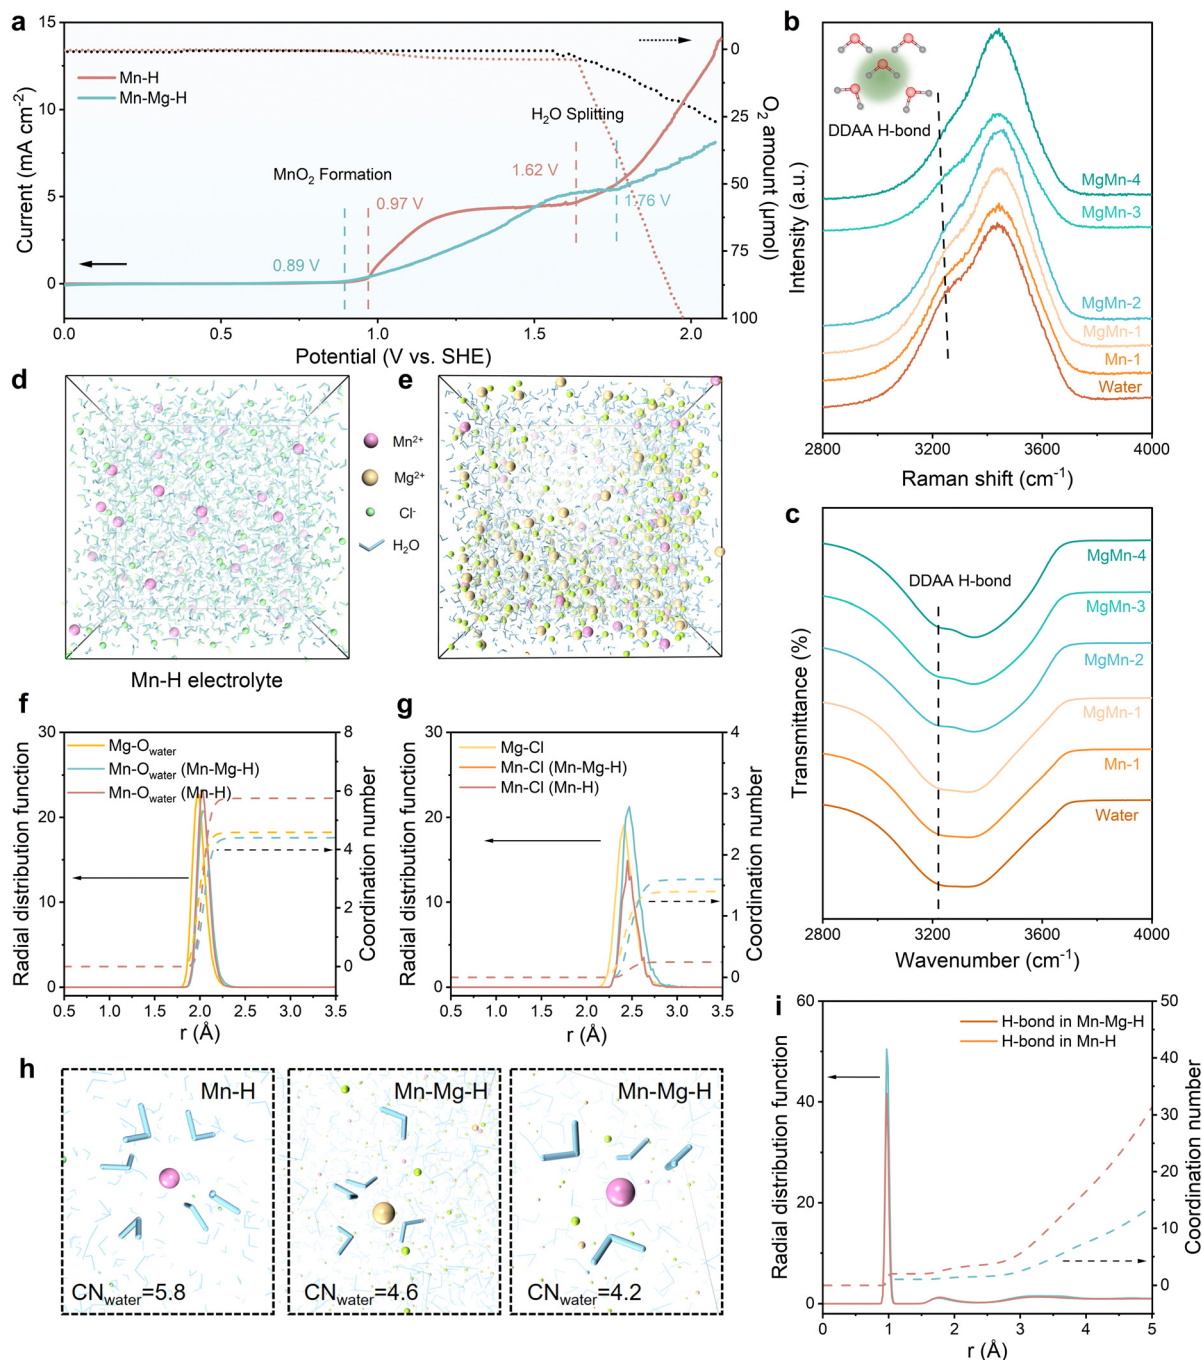 a
15
10
5
0
Current (mA cm⁻²)
Mn-H
Mn-Mg-H
MnO₂ Formation
0.89 V
0.97 V
H₂O Splitting
1.62 V
1.76 V
0
25
50
75
100
O₂ amount (μmol)
0.0 0.5 1.0 1.5 2.0
Potential (V vs. SHE)
b
Intensity (a.u.)
DDAA H-bond
MgMn-4
MgMn-3
MgMn-2
MgMn-1
Mn-1
Water
2800 3200 3600 4000
Raman shift (cm⁻¹)
c
Transmittance (%)
DDAA H-bond
MgMn-4
MgMn-3
MgMn-2
MgMn-1
Mn-1
Water
2800 3200 3600 4000
Wavenumber (cm⁻¹)
d
Mn-H electrolyte
Mn²⁺
Mg²⁺
Cl⁻
H₂O
e
f
30
20
10
0
Radial distribution function
Mg-O_water
Mn-O_water (Mn-Mg-H)
Mn-O_water (Mn-H)
8
6
4
2
0
Coordination number
0.5 1.0 1.5 2.0 2.5 3.0 3.5
r (Å)
g
30
20
10
0
Radial distribution function
Mg-Cl
Mn-Cl (Mn-Mg-H)
Mn-Cl (Mn-H)
4
3
2
1
0
Coordination number
0.5 1.0 1.5 2.0 2.5 3.0 3.5
r (Å)
h
Mn-H
CN_water=5.8
Mn-Mg-H
CN_water=4.6
Mn-Mg-H
CN_water=4.2
i
60
40
20
0
Radial distribution function
H-bond in Mn-Mg-H
H-bond in Mn-H
50
40
30
20
10
0
Coordination number
0 1 2 3 4 5
r (Å)